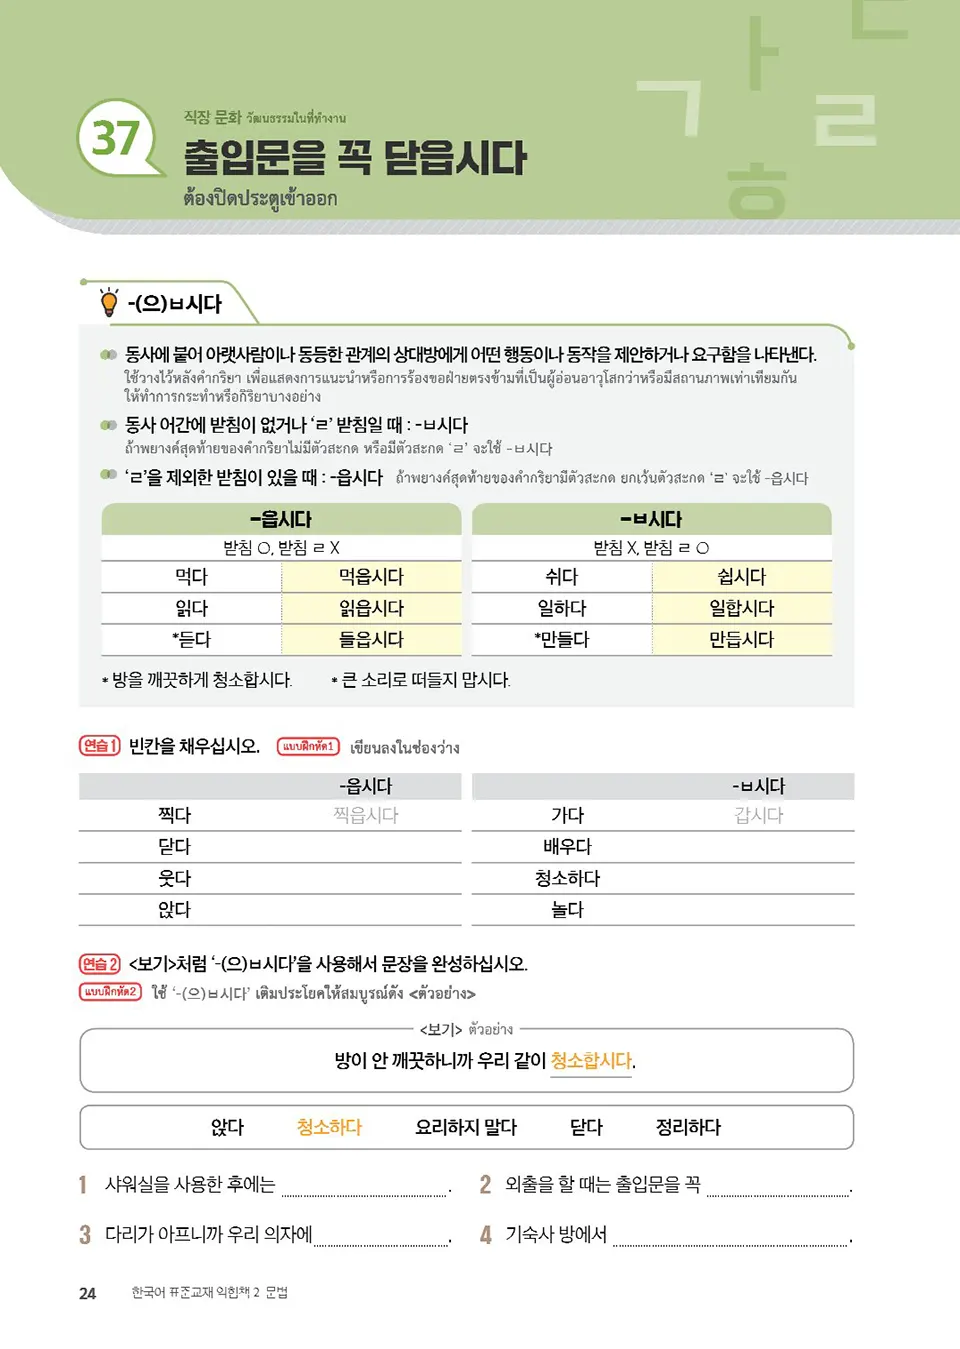 ㅏ ㄷ
ㄱ ㄹ
ㅎ
37
직장 문화 วัฒนธรรมในที่ทำงาน
출입문을 꼭 닫읍시다
ต้องปิดประตูเข้าออก
-(으)ㅂ시다
동사에 붙어 아랫사람이나 동등한 관계의 상대방에게 어떤 행동이나 동작을 제안하거나 요구함을 나타낸다.
ใช้วางไว้หลังคำกริยา เพื่อแสดงการแนะนำหรือการร้องขอฝ่ายตรงข้ามที่เป็นผู้อ่อนอาวุโสกว่าหรือมีสถานภาพเท่าเทียมกัน
ให้ทำการกระทำหรือกิริยาบางอย่าง
동사 어간에 받침이 없거나 ‘ㄹ’ 받침일 때 : -ㅂ시다
ถ้าพยางค์สุดท้ายของคำกริยาไม่มีตัวสะกด หรือมีตัวสะกด ‘ㄹ’ จะใช้ -ㅂ시다
‘ㄹ’을 제외한 받침이 있을 때 : -읍시다 ถ้าพยางค์สุดท้ายของคำกริยามีตัวสะกด ยกเว้นตัวสะกด ‘ㄹ’ จะใช้ -읍시다
-읍시다 -ㅂ시다
받침 O, 받침 ㄹ X 받침 X, 받침 ㄹ O
먹다 먹읍시다 쉬다 쉽시다
읽다 읽읍시다 일하다 일합시다
*듣다 들읍시다 *만들다 만듭시다
* 방을 깨끗하게 청소합시다. * 큰 소리로 떠들지 맙시다.
연습 1 빈칸을 채우십시오. แบบฝึกหัด1 เขียนลงในช่องว่าง
-읍시다 -ㅂ시다
찍다 찍읍시다 가다 갑시다
닫다 배우다
웃다 청소하다
앉다 놀다
연습 2 <보기>처럼 ‘-(으)ㅂ시다’을 사용해서 문장을 완성하십시오.
แบบฝึกหัด2 ใช้ ‘-(으)ㅂ시다’ เติมประโยคให้สมบูรณ์ดัง <ตัวอย่าง>
<보기> ตัวอย่าง
방이 안 깨끗하니까 우리 같이 청소합시다.
앉다 청소하다 요리하지 말다 닫다 정리하다
1 샤워실을 사용한 후에는 . 2 외출을 할 때는 출입문을 꼭 .
3 다리가 아프니까 우리 의자에 . 4 기숙사 방에서 .
24 한국어 표준교재 익힘책 2 문법